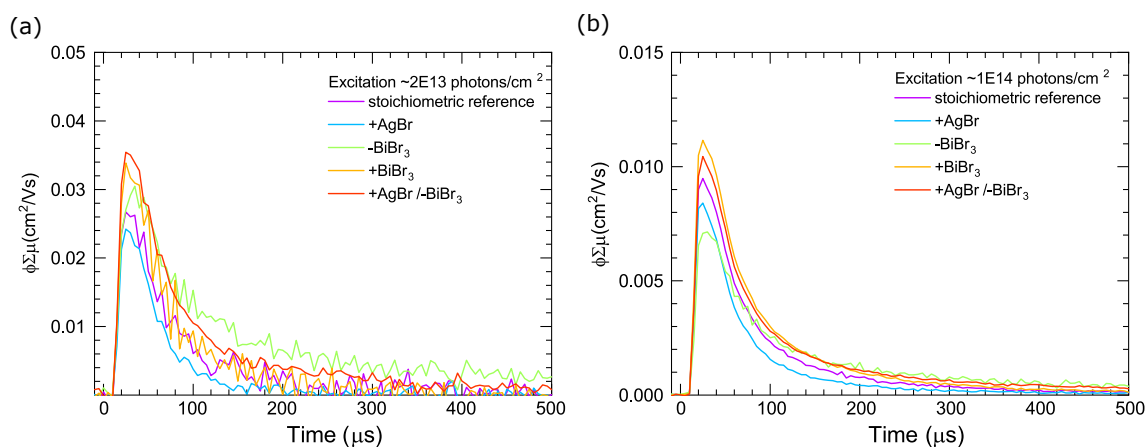 (a)
0.05
0.04
0.03
0.02
0.01
ϕΣμ(cm²/Vs)
Excitation ~2E13 photons/cm ²
stoichiometric reference
+AgBr
-BiBr₃
+BiBr₃
+AgBr /-BiBr₃
0 100 200 300 400 500
Time (μs)
(b)
0.015
0.010
0.005
0.000
ϕΣμ(cm²/Vs)
Excitation ~1E14 photons/cm ²
stoichiometric reference
+AgBr
-BiBr₃
+BiBr₃
+AgBr /-BiBr₃
0 100 200 300 400 500
Time (μs)